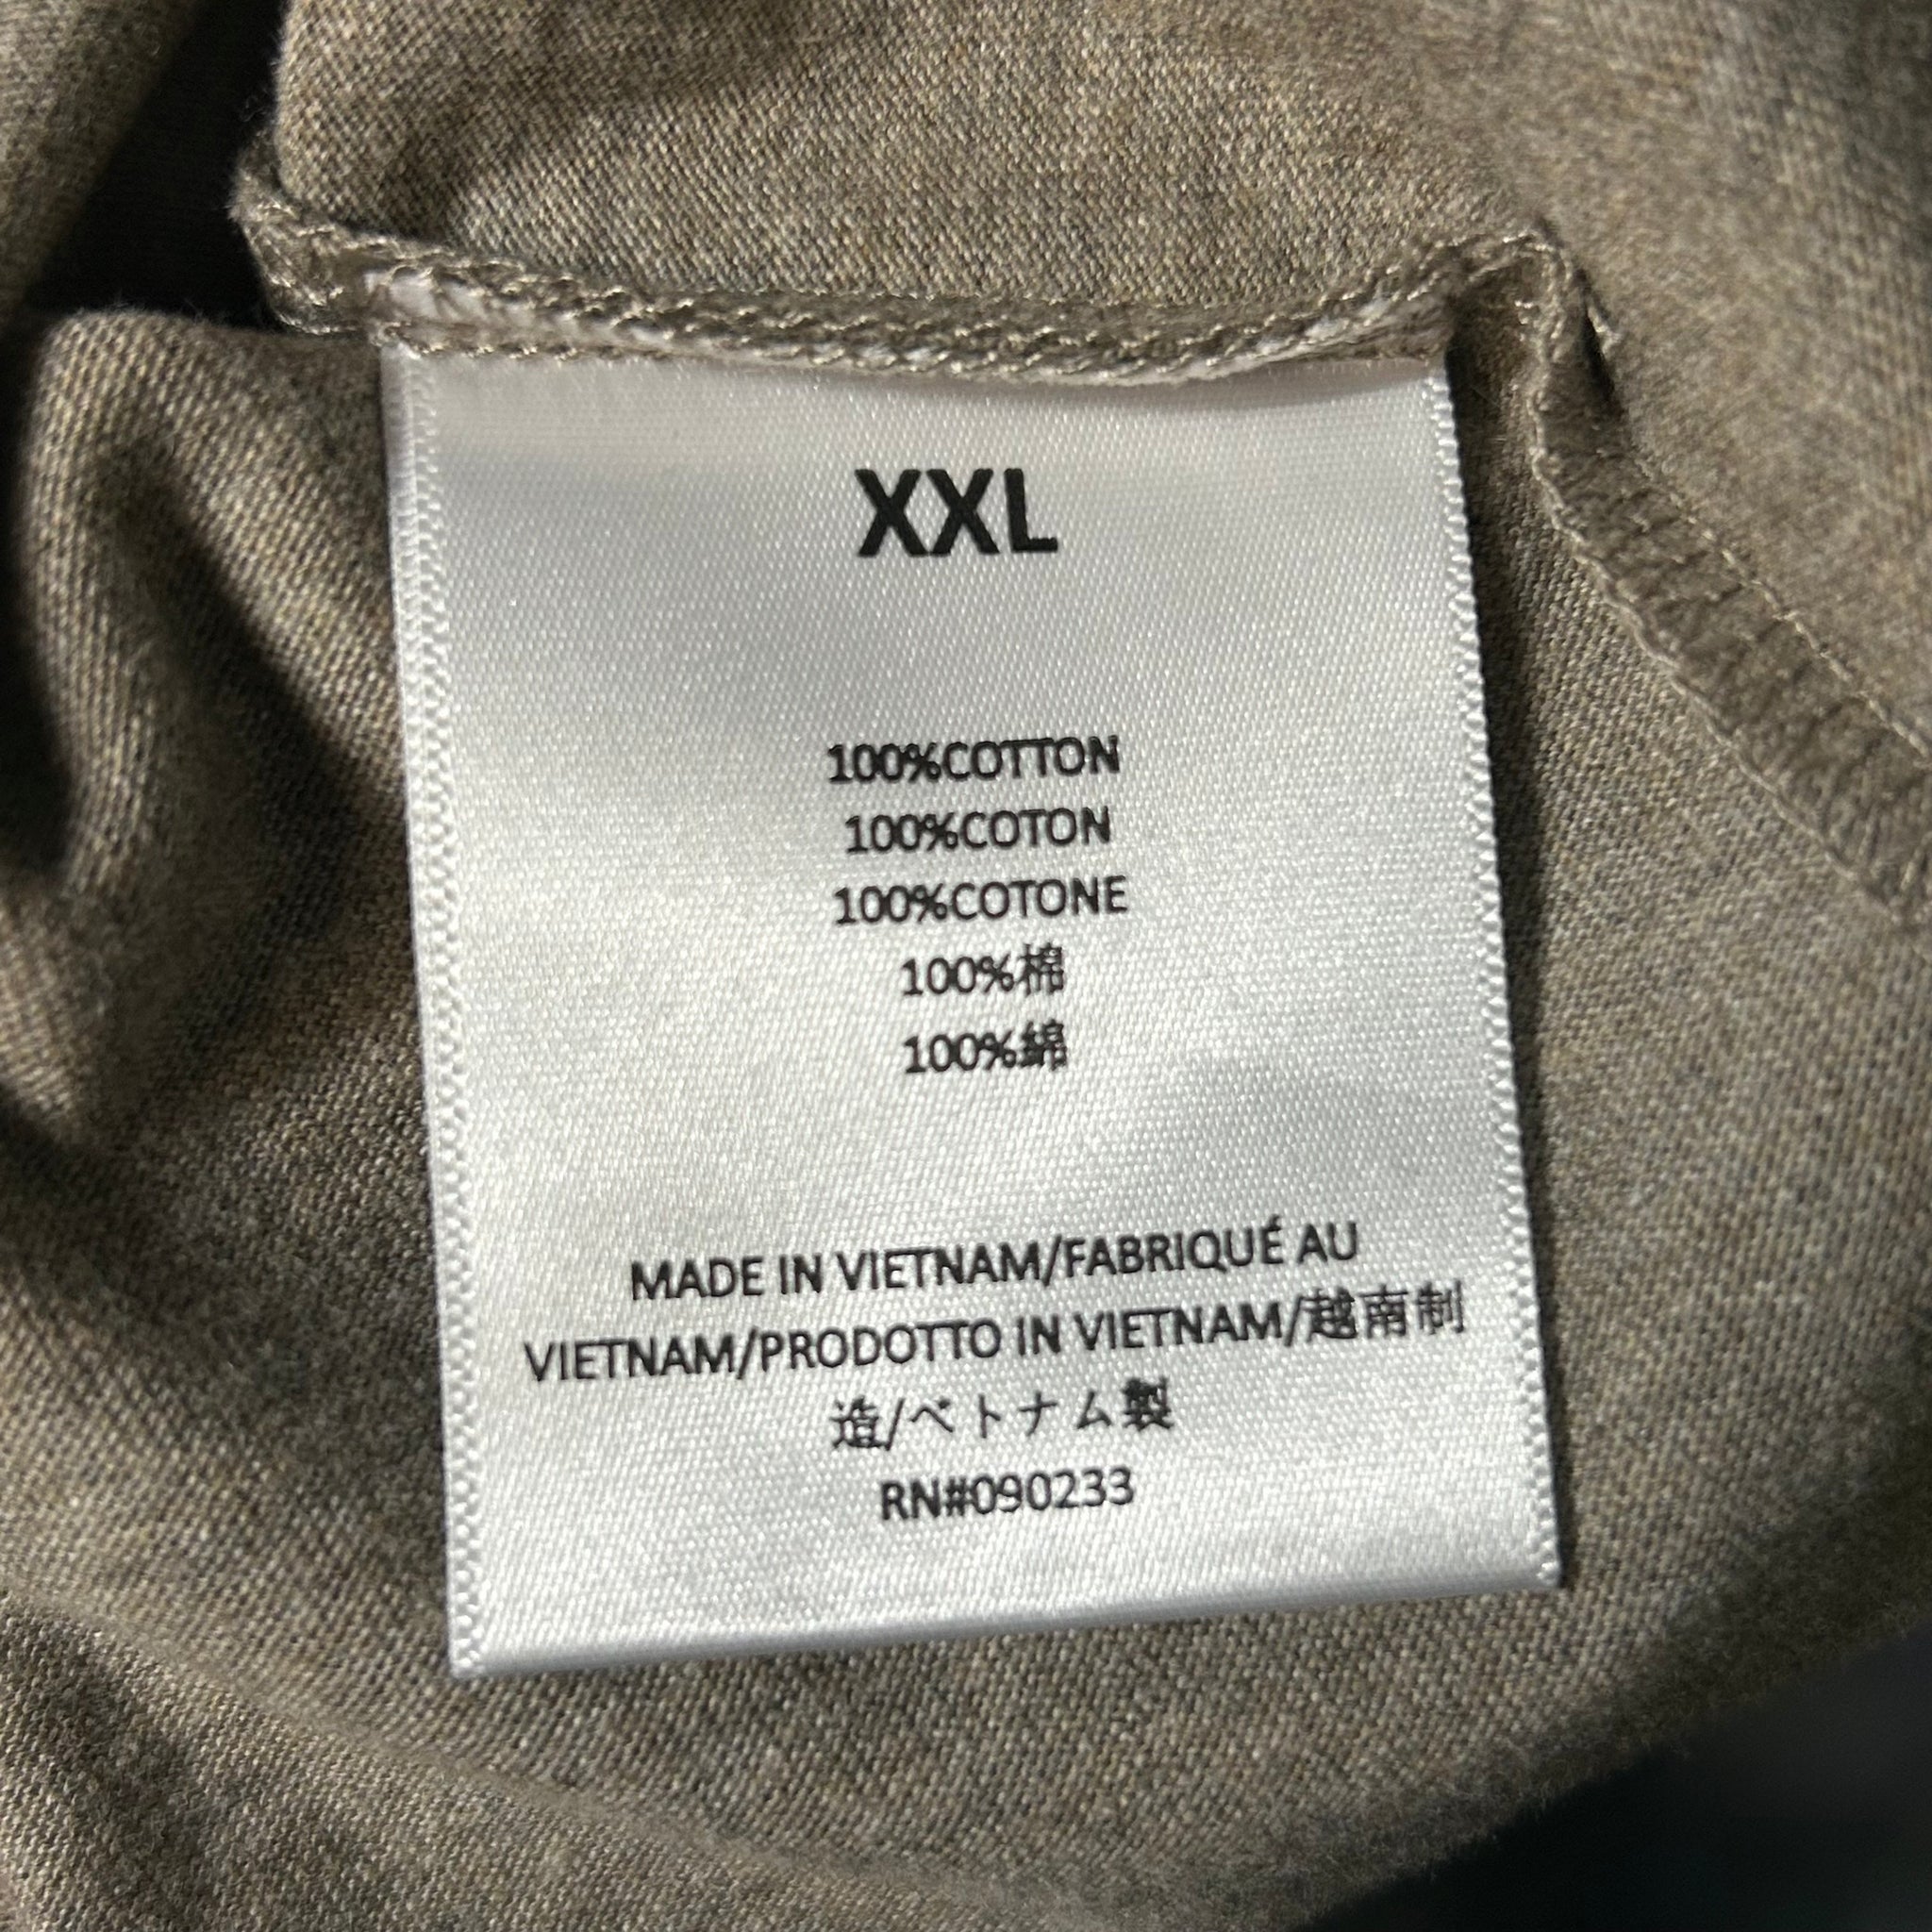 XXL
100%COTTON
100%COTON
100%COTONE
100%棉
100%綿
MADE IN VIETNAM/FABRIQUÉ AU
VIETNAM/PRODOTTO IN VIETNAM/越南制
造/ベトナム製
RN#090233